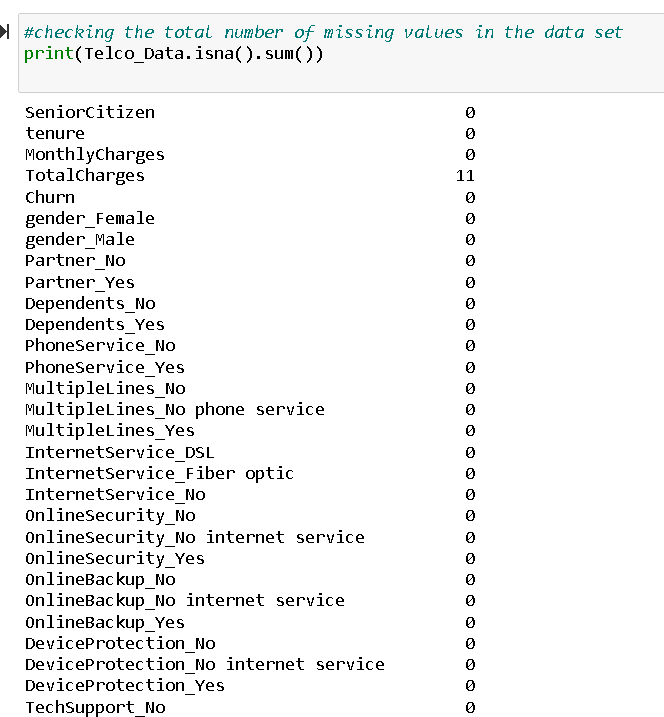 #checking the total number of missing values in the data set
print(Telco_Data.isna().sum())
SeniorCitizen 0
tenure 0
MonthlyCharges 0
TotalCharges 11
Churn 0
gender_Female 0
gender_Male 0
Partner_No 0
Partner_Yes 0
Dependents_No 0
Dependents_Yes 0
PhoneService_No 0
PhoneService_Yes 0
MultipleLines_No 0
MultipleLines_No phone service 0
MultipleLines_Yes 0
InternetService_DSL 0
InternetService_Fiber optic 0
InternetService_No 0
OnlineSecurity_No 0
OnlineSecurity_No internet service 0
OnlineSecurity_Yes 0
OnlineBackup_No 0
OnlineBackup_No internet service 0
OnlineBackup_Yes 0
DeviceProtection_No 0
DeviceProtection_No internet service 0
DeviceProtection_Yes 0
TechSupport_No 0